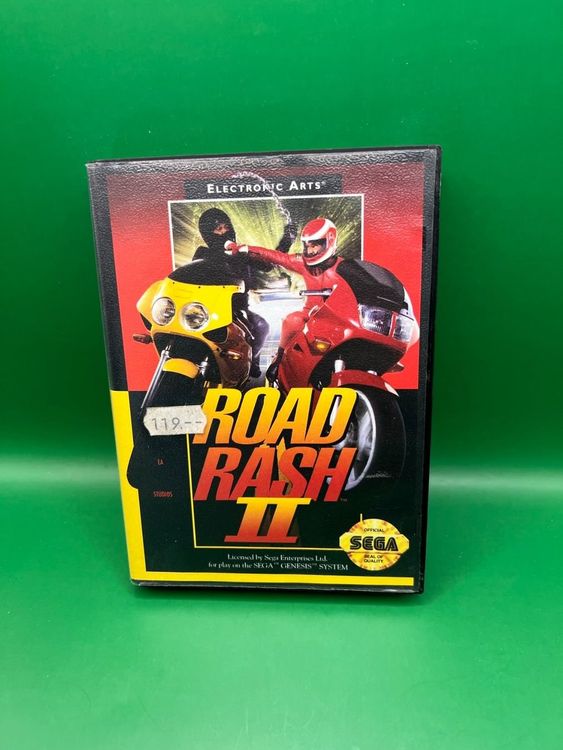 ELECTRONIC ARTS®
119.--
ROAD
RASH™
II
EA
STUDIOS
OFFICIAL
SEGA
SEAL OF
QUALITY
Licensed by Sega Enterprises Ltd.
for play on the SEGA™ GENESIS™ SYSTEM